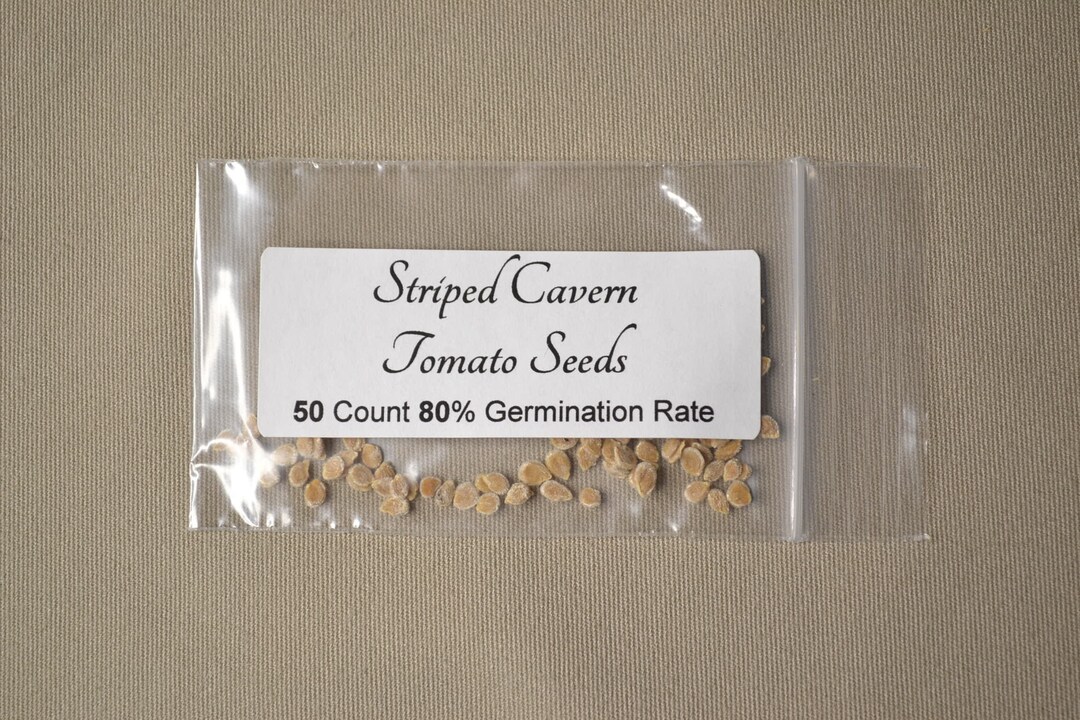 Striped Cavern
Tomato Seeds
50 Count 80% Germination Rate